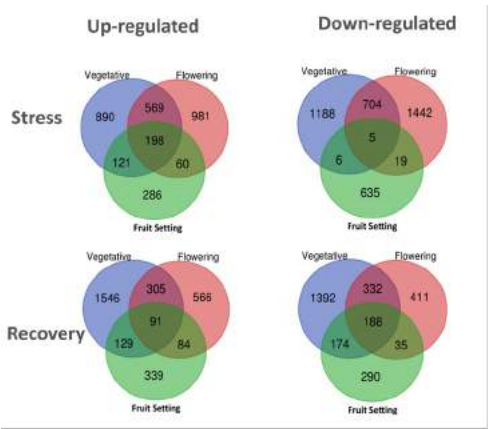 Up-regulated Down-regulated
Vegetative Flowering Vegetative Flowering
Stress
890 569 981 1188 704 1442
198 5
121 60 6 19
286 635
Fruit Setting Fruit Setting
Vegetative Flowering Vegetative Flowering
1546 305 566 1392 332 411
91 188
Recovery
129 84 174 35
339 290
Fruit Setting Fruit Setting